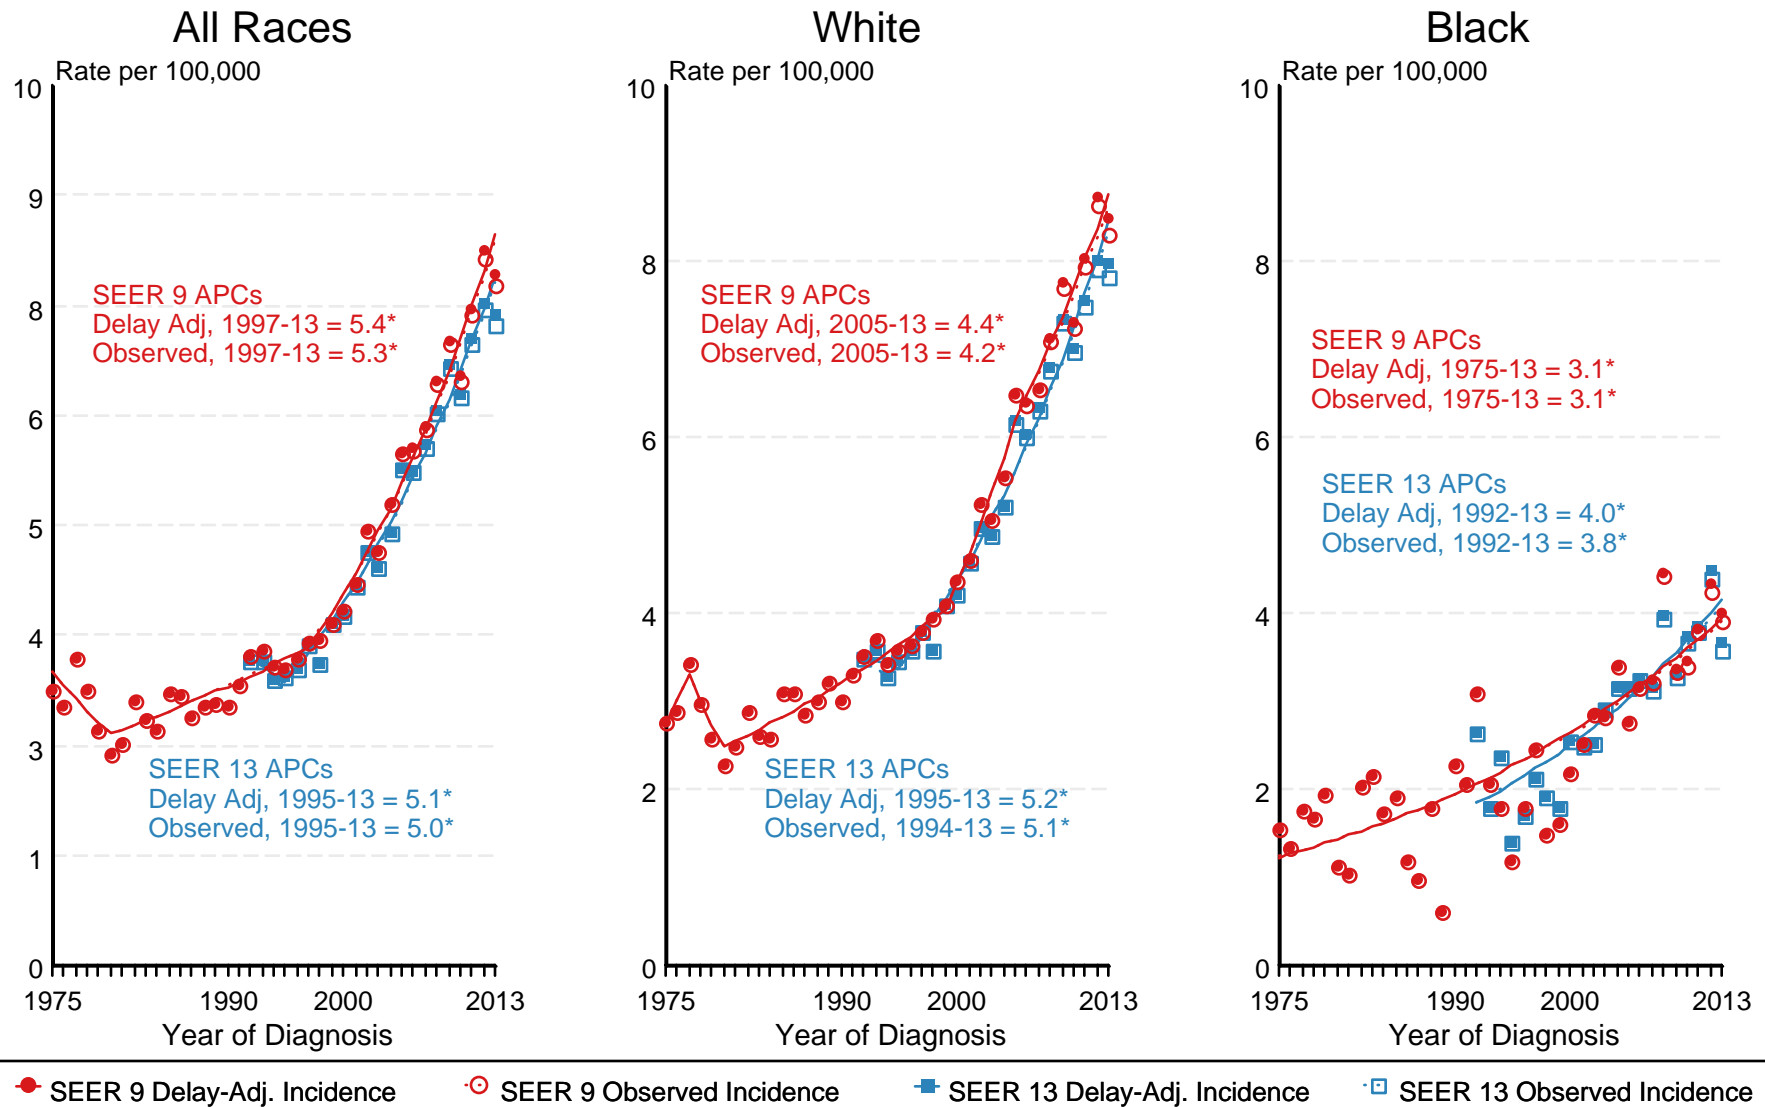 All Races
White
Black
Rate per 100,000
Rate per 100,000
Rate per 100,000
10
9
8
6
5
4
3
1
0
SEER 9 APCs
Delay Adj, 1997-13 = 5.4*
Observed, 1997-13 = 5.3*
SEER 13 APCs
Delay Adj, 1995-13 = 5.1*
Observed, 1995-13 = 5.0*
1975
1990
2000
2013
Year of Diagnosis
10
8
6
4
2
0
SEER 9 APCs
Delay Adj, 2005-13 = 4.4*
Observed, 2005-13 = 4.2*
SEER 13 APCs
Delay Adj, 1995-13 = 5.2*
Observed, 1994-13 = 5.1*
1975
1990
2000
2013
Year of Diagnosis
10
8
6
4
2
0
SEER 9 APCs
Delay Adj, 1975-13 = 3.1*
Observed, 1975-13 = 3.1*
SEER 13 APCs
Delay Adj, 1992-13 = 4.0*
Observed, 1992-13 = 3.8*
1975
1990
2000
2013
Year of Diagnosis
SEER 9 Delay-Adj. Incidence
SEER 9 Observed Incidence
SEER 13 Delay-Adj. Incidence
SEER 13 Observed Incidence